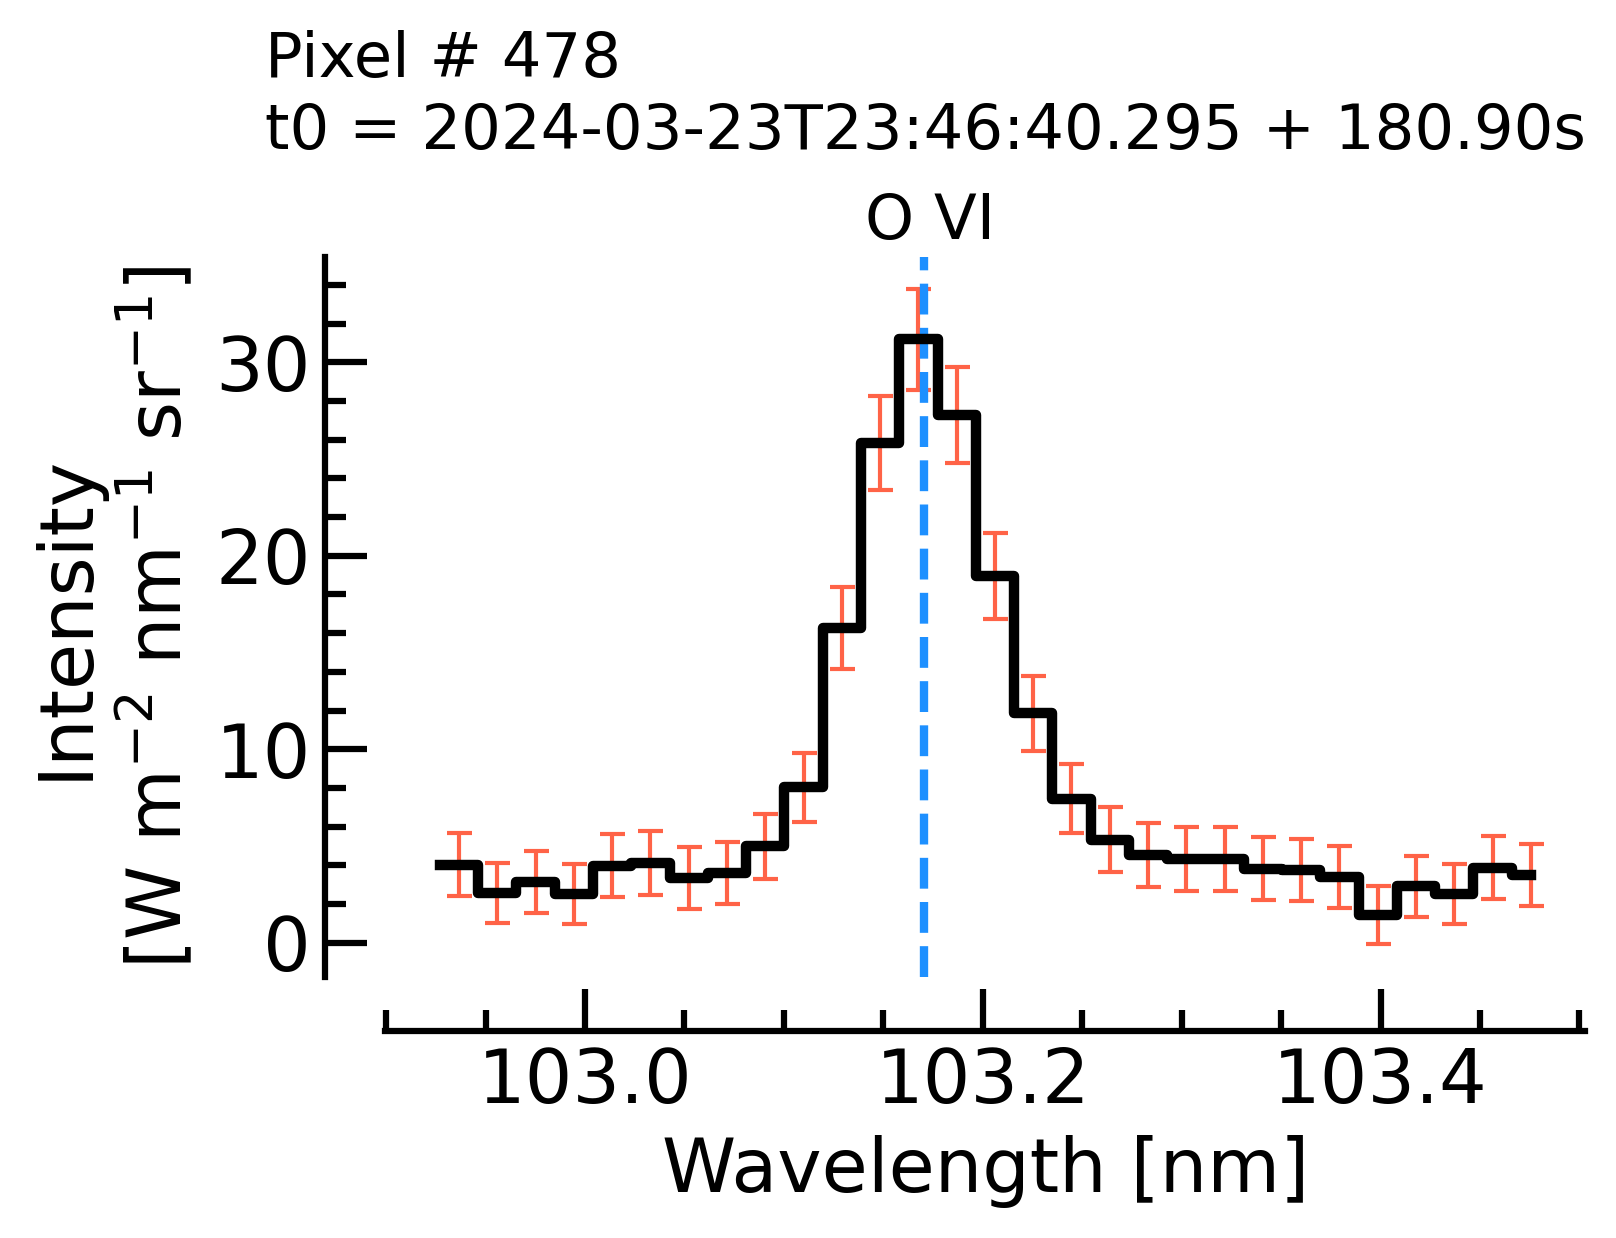 Pixel # 478
t0 = 2024-03-23T23:46:40.295 + 180.90s
O VI
Intensity
[W m⁻² nm⁻¹ sr⁻¹]
30
20
10
0
103.0 103.2 103.4
Wavelength [nm]